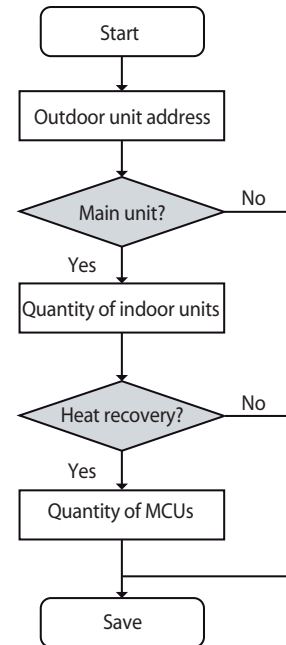 Start
Outdoor unit address
Main unit?
No
Yes
Quantity of indoor units
Heat recovery?
No
Yes
Quantity of MCUs
Save